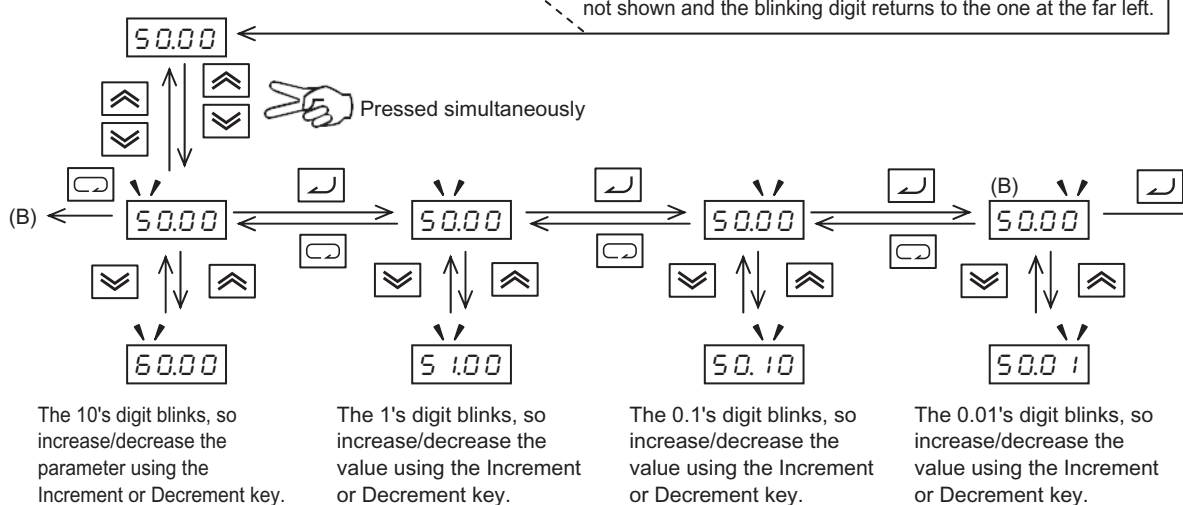 not shown and the blinking digit returns to the one at the far left.
50.00
Pressed simultaneously
(B)
(B)
50.00
50.00
50.00
50.00
60.00
51.00
50.10
50.01
The 10's digit blinks, so
increase/decrease the
parameter using the
Increment or Decrement key.
The 1's digit blinks, so
increase/decrease the
value using the Increment
or Decrement key.
The 0.1's digit blinks, so
increase/decrease the
value using the Increment
or Decrement key.
The 0.01's digit blinks, so
increase/decrease the
value using the Increment
or Decrement key.